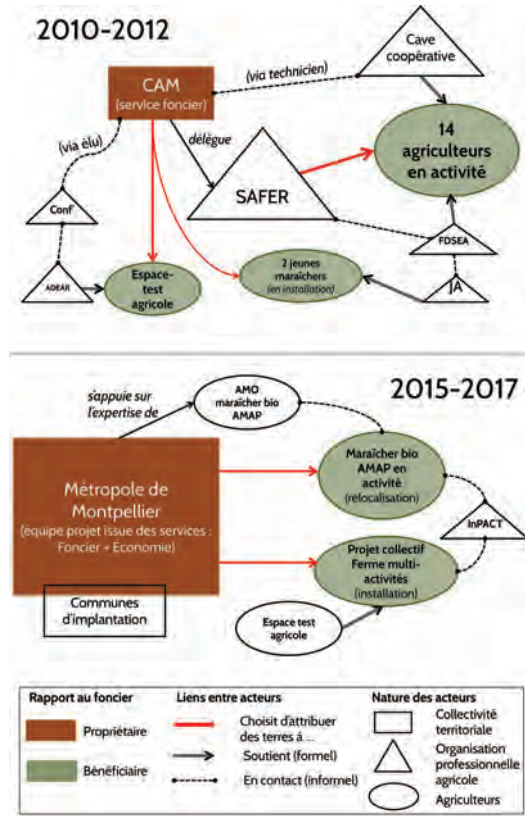 2010-2012
Cave
coopérative
(via technicien)
CAM
(service foncier)
(via élu)
délègue
14
agriculteurs
en activité
SAFER
Conf'
FDSEA
ADEAR
Espace-
test
agricole
2 jeunes
maraîchers
(en installation)
JA
2015-2017
s'appuie sur
l'expertise de
AMO
maraîcher bio
AMAP
Maraîcher bio
AMAP en
activité
(relocalisation)
Métropole de
Montpellier
(équipe projet issue des services :
Foncier + Économie)
InPACT
Projet collectif
Ferme multi-
activités
(installation)
Communes
d'implantation
Espace test
agricole
Rapport au foncier
Liens entre acteurs
Nature des acteurs
Propriétaire
Choisit d'attribuer
des terres à ...
Collectivité
territoriale
Soutient (formel)
Organisation
professionnelle
agricole
Bénéficiaire
En contact (informel)
Agriculteurs